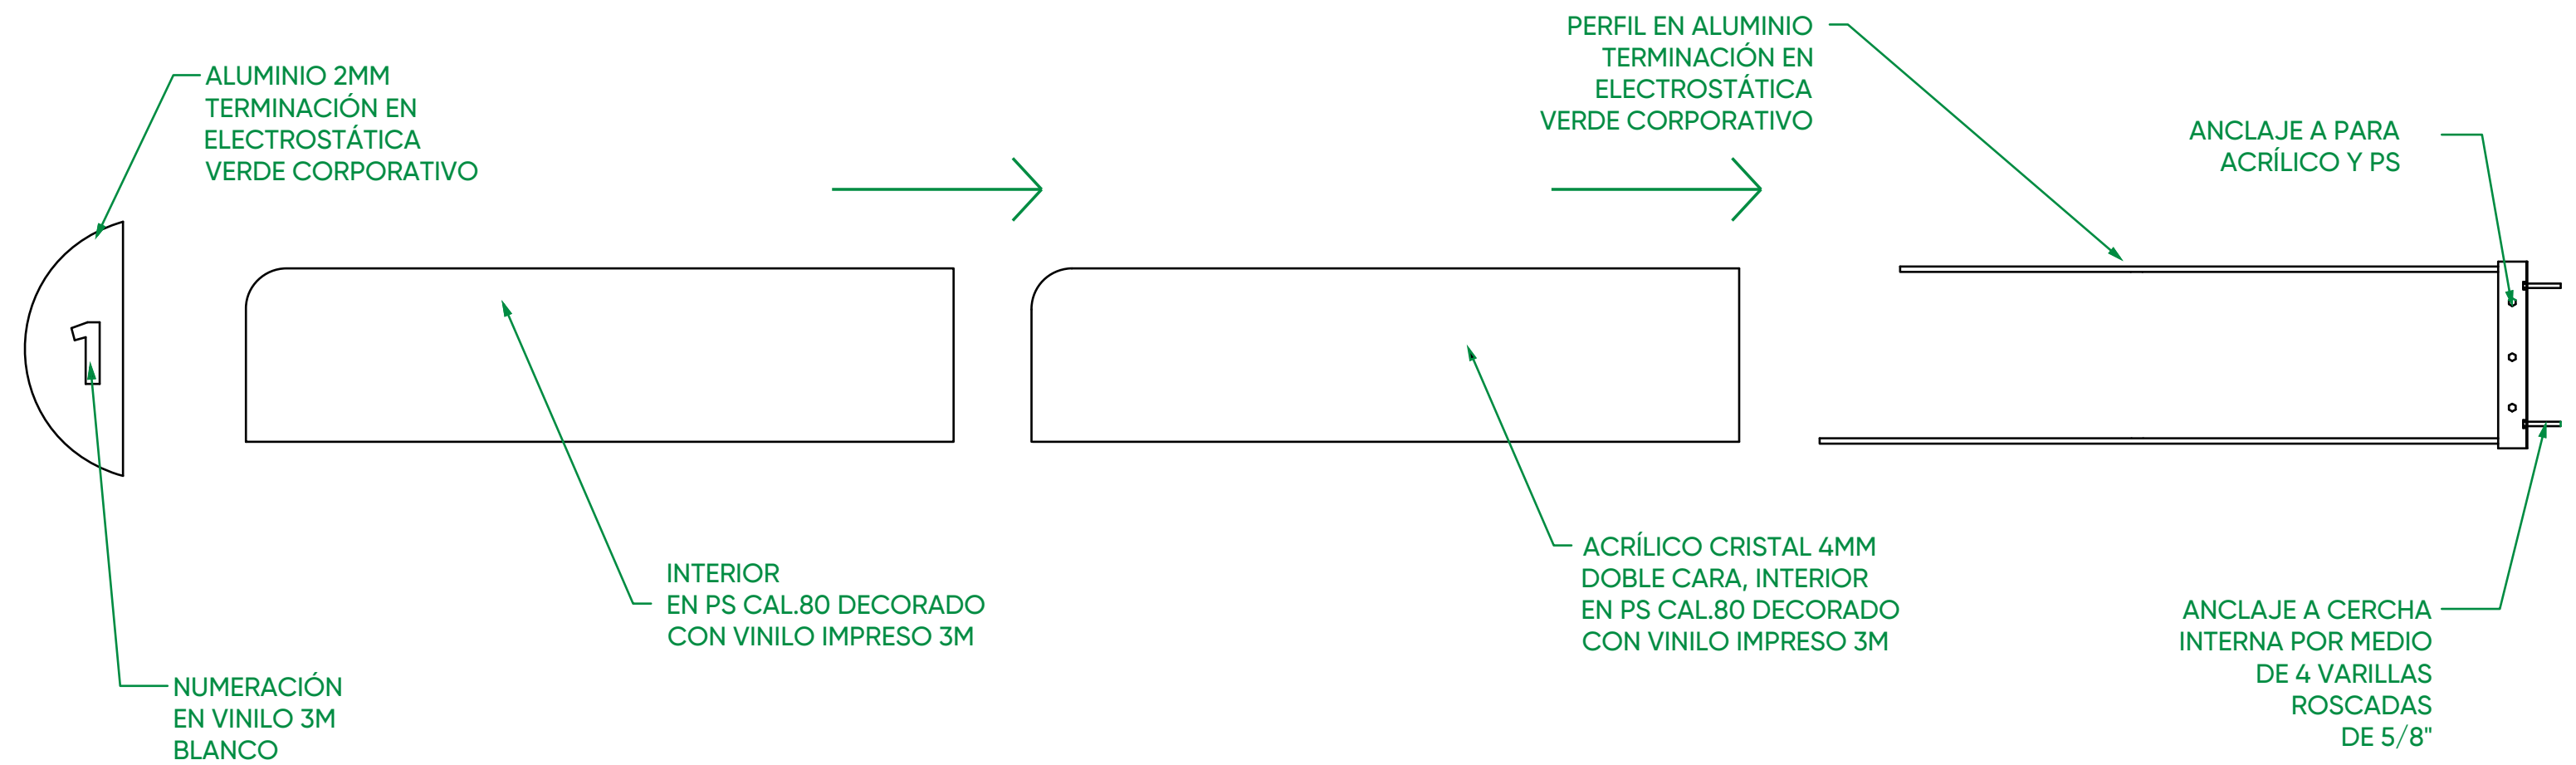 ALUMINIO 2MM
TERMINACIÓN EN
ELECTROSTÁTICA
VERDE CORPORATIVO
PERFIL EN ALUMINIO
TERMINACIÓN EN
ELECTROSTÁTICA
VERDE CORPORATIVO
ANCLAJE A PARA
ACRÍLICO Y PS
1
INTERIOR
EN PS CAL.80 DECORADO
CON VINILO IMPRESO 3M
ACRÍLICO CRISTAL 4MM
DOBLE CARA, INTERIOR
EN PS CAL.80 DECORADO
CON VINILO IMPRESO 3M
ANCLAJE A CERCHA
INTERNA POR MEDIO
DE 4 VARILLAS
ROSCADAS
DE 5/8"
NUMERACIÓN
EN VINILO 3M
BLANCO